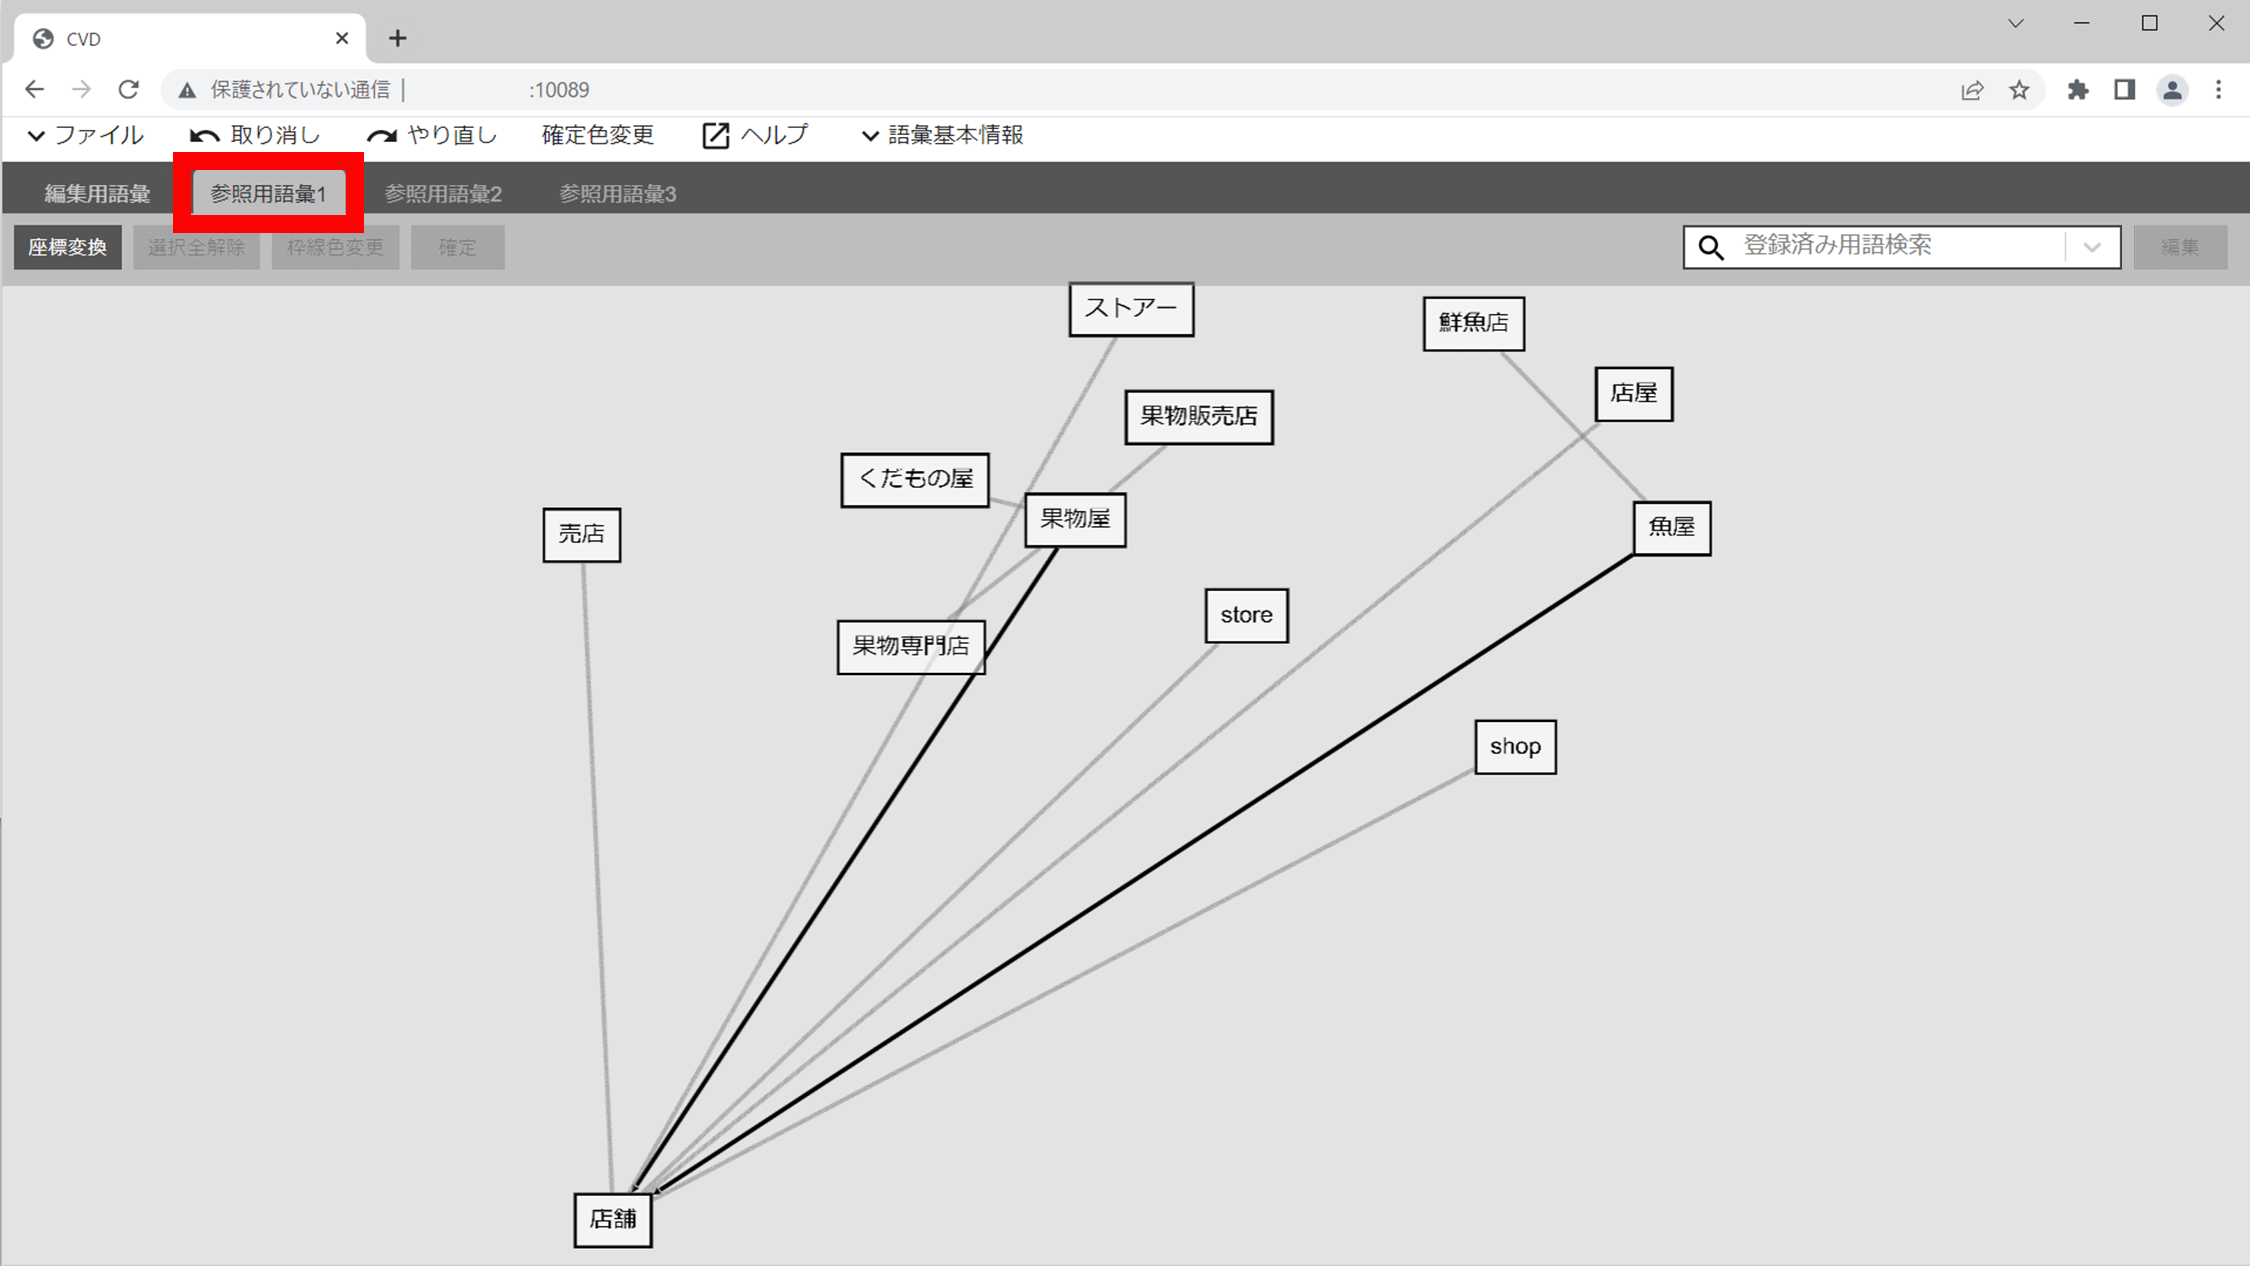 CVD
保護されていない通信 | :10089
ファイル 取り消し やり直し 確定色変更 ヘルプ 語彙基本情報
編集用語彙 参照用語彙1 参照用語彙2 参照用語彙3
座標変換 選択全解除 枠線色変更 確定 登録済み用語検索 編集
ストアー
鮮魚店
店屋
果物販売店
くだもの屋
果物屋
売店
魚屋
store
果物専門店
shop
店舗